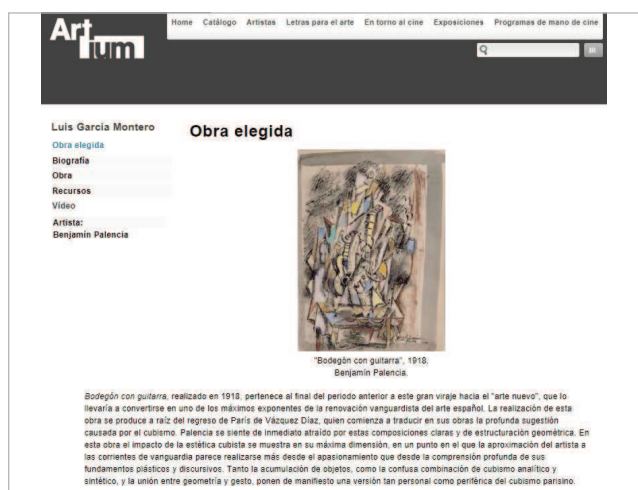 Artium
Home Catálogo Artistas Letras para el arte En torno al cine Exposiciones Programas de mano de cine
IR
Luis García Montero
Obra elegida
Biografía
Obra
Recursos
Vídeo
Artista:
Benjamín Palencia
Obra elegida
"Bodegón con guitarra", 1918.
Benjamín Palencia.
Bodegón con guitarra, realizado en 1918, pertenece al final del periodo anterior a este gran viraje hacia el "arte nuevo", que lo
llevaría a convertirse en uno de los máximos exponentes de la renovación vanguardista del arte español. La realización de esta
obra se produce a raíz del regreso de París de Vázquez Díaz, quien comienza a traducir en sus obras la profunda sugestión
causada por el cubismo. Palencia se siente de inmediato atraído por estas composiciones claras y de estructuración geométrica. En
esta obra el impacto de la estética cubista se muestra en su máxima dimensión, en un punto en el que la aproximación del artista a
las corrientes de vanguardia parece realizarse más desde el apasionamiento que desde la comprensión profunda de sus
fundamentos plásticos y discursivos. Tanto la acumulación de objetos, como la confusa combinación de cubismo analítico y
sintético, y la unión entre geometría y gesto, ponen de manifiesto una versión tan personal como periférica del cubismo parisino.